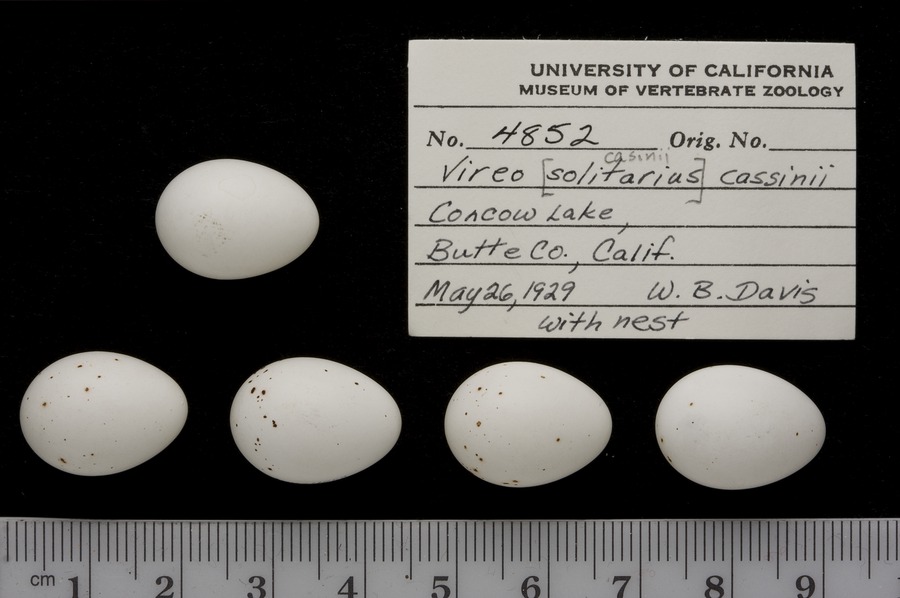 UNIVERSITY OF CALIFORNIA
MUSEUM OF VERTEBRATE ZOOLOGY
No. 4852 Orig. No.
casinii
Vireo [solitarius] cassinii
Concow Lake,
Butte Co., Calif.
May 26, 1929 W. B. Davis
with nest
cm 1 2 3 4 5 6 7 8 9